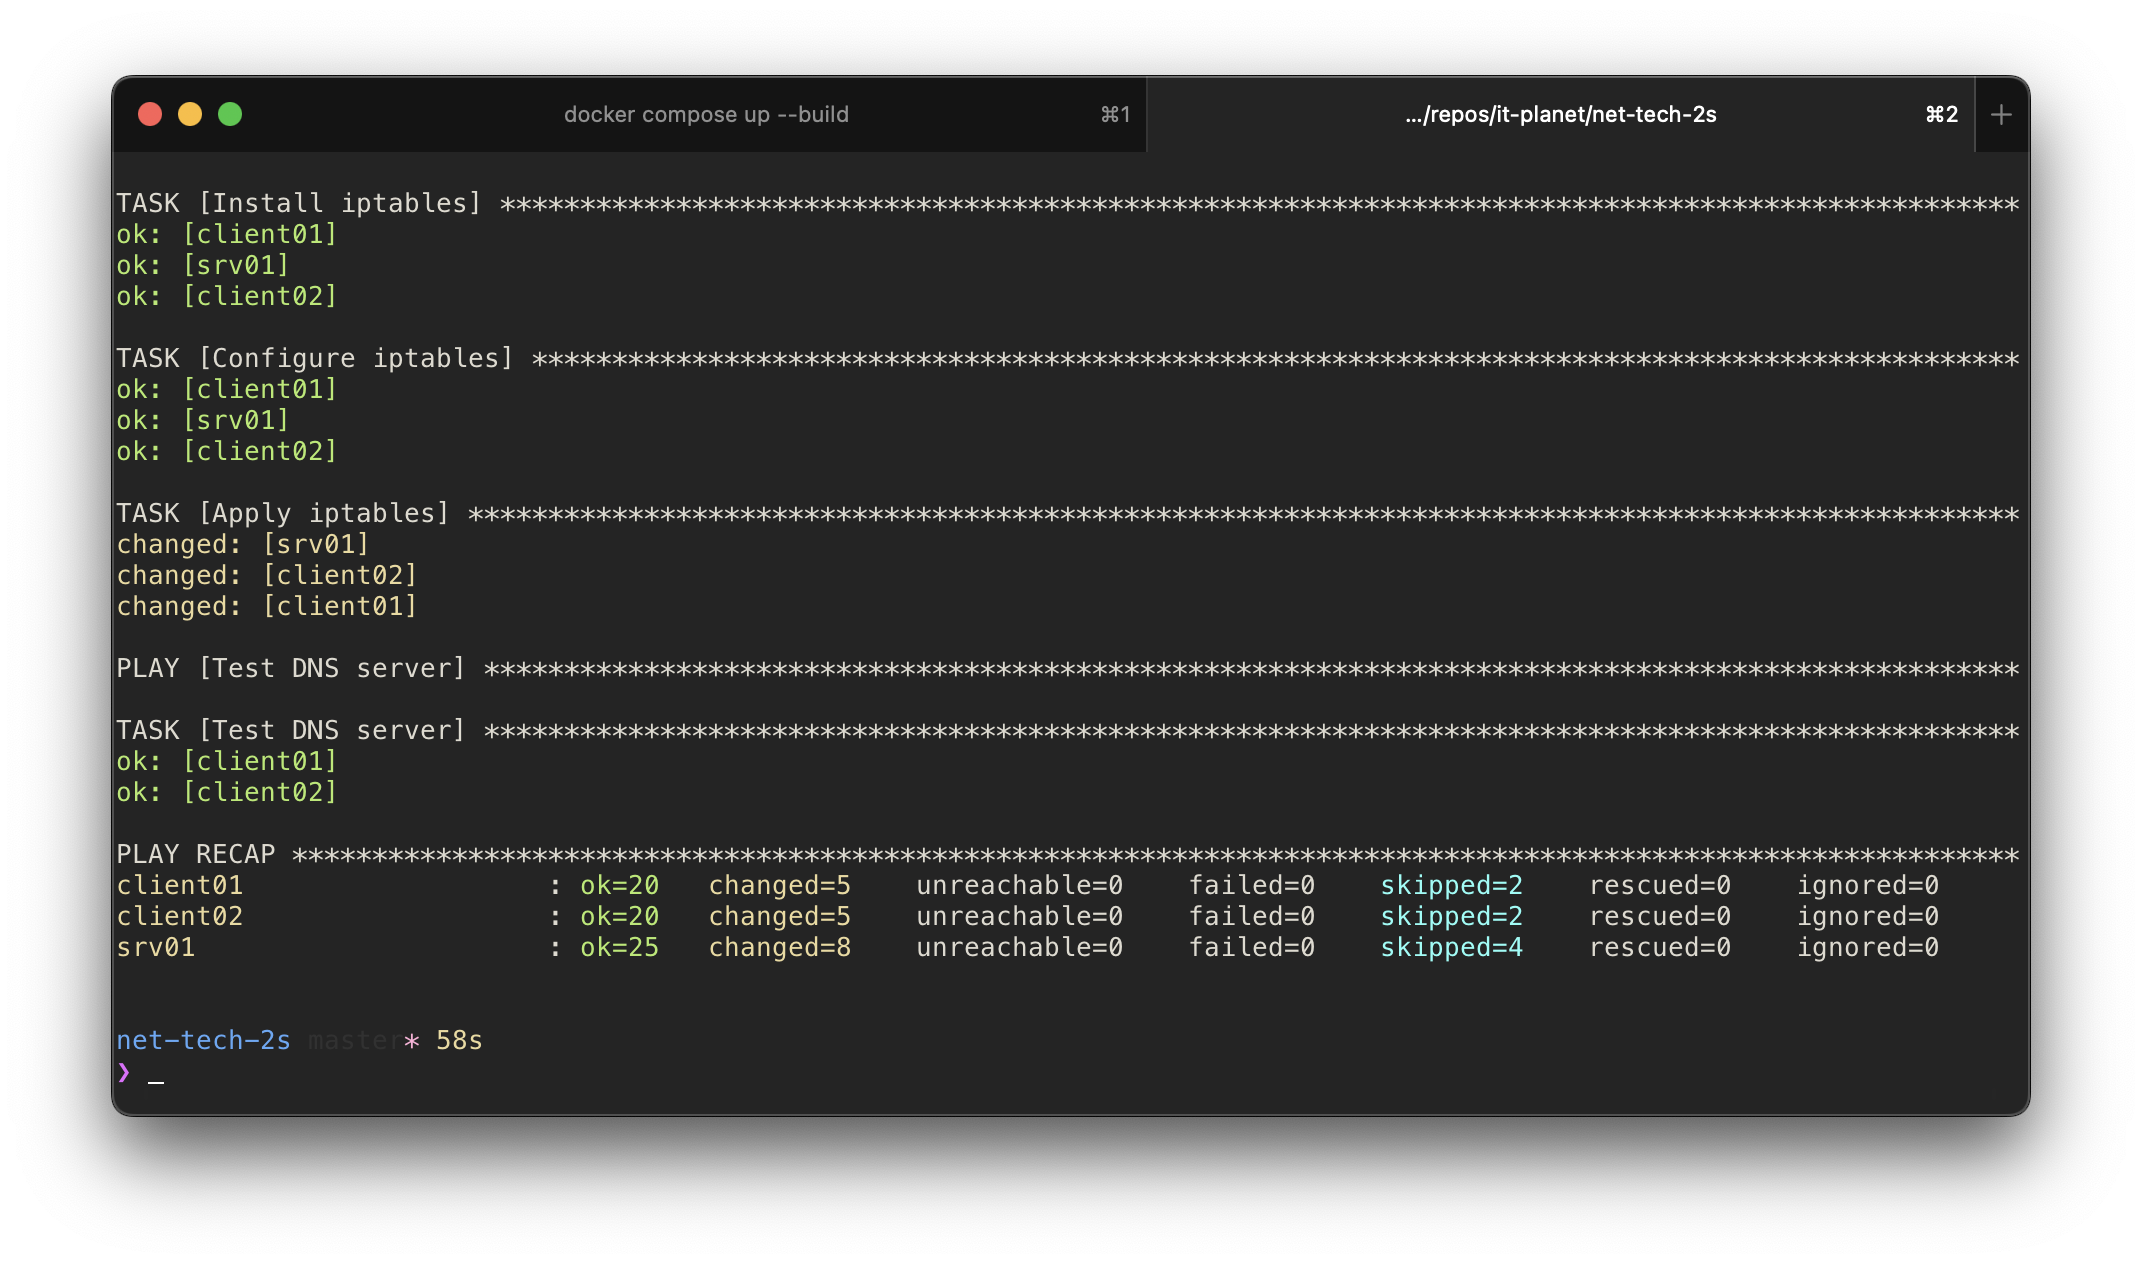 docker compose up --build ⌘1 .../repos/it-planet/net-tech-2s ⌘2 +
TASK [Install iptables] ***********************************************************************************************
ok: [client01]
ok: [srv01]
ok: [client02]
TASK [Configure iptables] *********************************************************************************************
ok: [client01]
ok: [srv01]
ok: [client02]
TASK [Apply iptables] *************************************************************************************************
changed: [srv01]
changed: [client02]
changed: [client01]
PLAY [Test DNS server] ************************************************************************************************
TASK [Test DNS server] ************************************************************************************************
ok: [client01]
ok: [client02]
PLAY RECAP ************************************************************************************************************
client01                   : ok=20   changed=5    unreachable=0    failed=0    skipped=2    rescued=0    ignored=0
client02                   : ok=20   changed=5    unreachable=0    failed=0    skipped=2    rescued=0    ignored=0
srv01                      : ok=25   changed=8    unreachable=0    failed=0    skipped=4    rescued=0    ignored=0
net-tech-2s master* 58s
❯ _